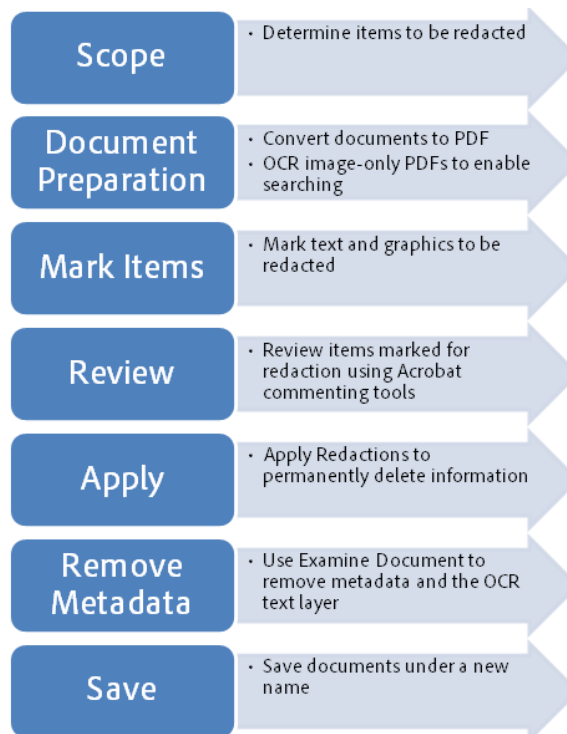 Scope
• Determine items to be redacted
Document
Preparation
• Convert documents to PDF
• OCR image-only PDFs to enable
searching
Mark Items
• Mark text and graphics to be
redacted
Review
• Review items marked for
redaction using Acrobat
commenting tools
Apply
• Apply Redactions to
permanently delete information
Remove
Metadata
• Use Examine Document to
remove metadata and the OCR
text layer
Save
• Save documents under a new
name